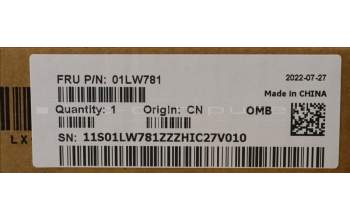 FRU P/N: 01LW781
2022-07-27
Made in CHINA
Quantity: 1 Origin: CN OMB
SN: 11S01LW781ZZZHIC27V010
LX